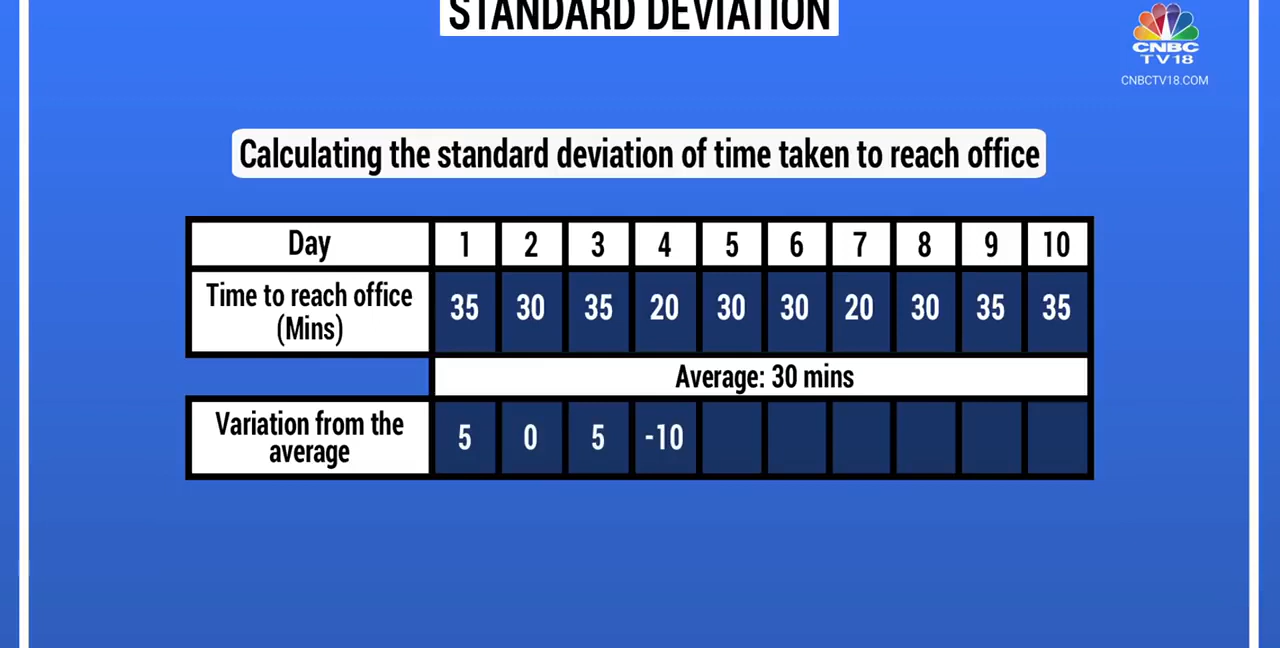 STANDARD DEVIATION
CNBC
TV18
CNBCTV18.COM
Calculating the standard deviation of time taken to reach office
Day 1 2 3 4 5 6 7 8 9 10
Time to reach office
(Mins) 35 30 35 20 30 30 20 30 35 35
Average: 30 mins
Variation from the
average 5 0 5 -10